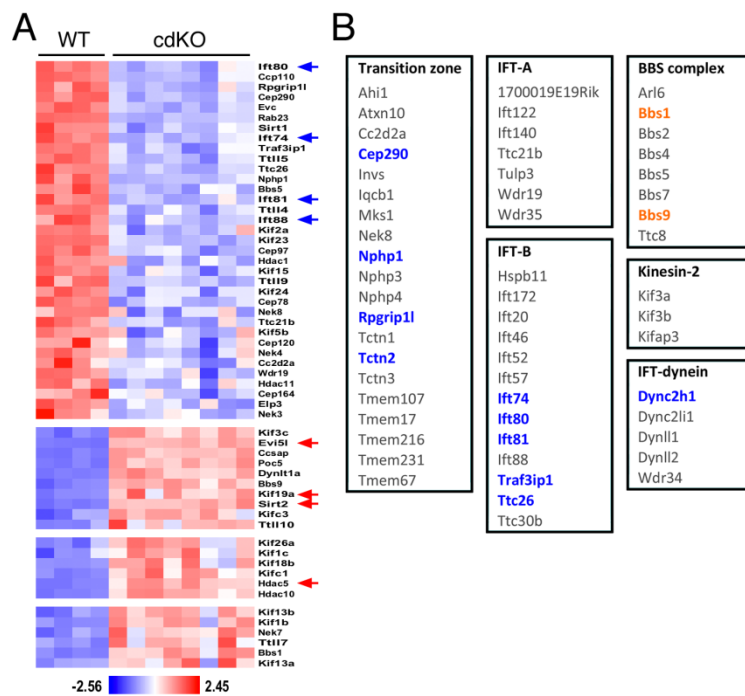 A
WT
cdKO
Ift80
Ccp110
Rpgrip1l
Cep290
Evc
Rab23
Sirt1
Ift74
Traf3ip1
Ttll5
Ttc26
Nphp1
Bbs5
Ift81
Ttll4
Ift88
Kif2a
Kif23
Cep97
Hdac1
Kif15
Ttll9
Kif24
Cep78
Nek8
Ttc21b
Kif5b
Cep120
Nek4
Cc2d2a
Wdr19
Hdac11
Cep164
Elp3
Nek3
Kif3c
Evi5l
Ccsap
Poc5
Dynlt1a
Bbs9
Kif19a
Sirt2
Kifc3
Ttll10
Kif26a
Kif1c
Kif18b
Kifc1
Hdac5
Hdac10
Kif13b
Kif1b
Nek7
Ttll7
Bbs1
Kif13a
-2.56
2.45
B
Transition zone
Ahi1
Atxn10
Cc2d2a
Cep290
Invs
Iqcb1
Mks1
Nek8
Nphp1
Nphp3
Nphp4
Rpgrip1l
Tctn1
Tctn2
Tctn3
Tmem107
Tmem17
Tmem216
Tmem231
Tmem67
IFT-A
1700019E19Rik
Ift122
Ift140
Ttc21b
Tulp3
Wdr19
Wdr35
IFT-B
Hspb11
Ift172
Ift20
Ift46
Ift52
Ift57
Ift74
Ift80
Ift81
Ift88
Traf3ip1
Ttc26
Ttc30b
BBS complex
Arl6
Bbs1
Bbs2
Bbs4
Bbs5
Bbs7
Bbs9
Ttc8
Kinesin-2
Kif3a
Kif3b
Kifap3
IFT-dynein
Dync2h1
Dync2li1
Dynll1
Dynll2
Wdr34